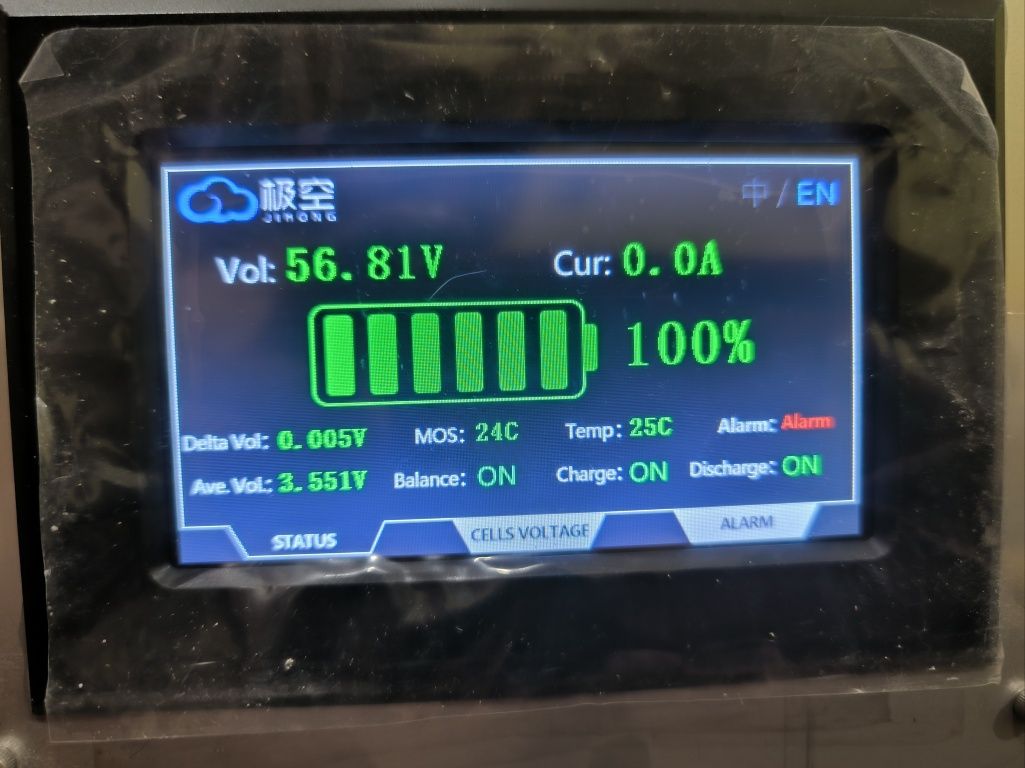 极空
JIKONG
中 / EN
Vol: 56.81V
Cur: 0.0A
100%
Delta Vol: 0.005V
MOS: 24C
Temp: 25C
Alarm: Alarm
Ave. Vol.: 3.551V
Balance: ON
Charge: ON
Discharge: ON
STATUS
CELLS VOLTAGE
ALARM